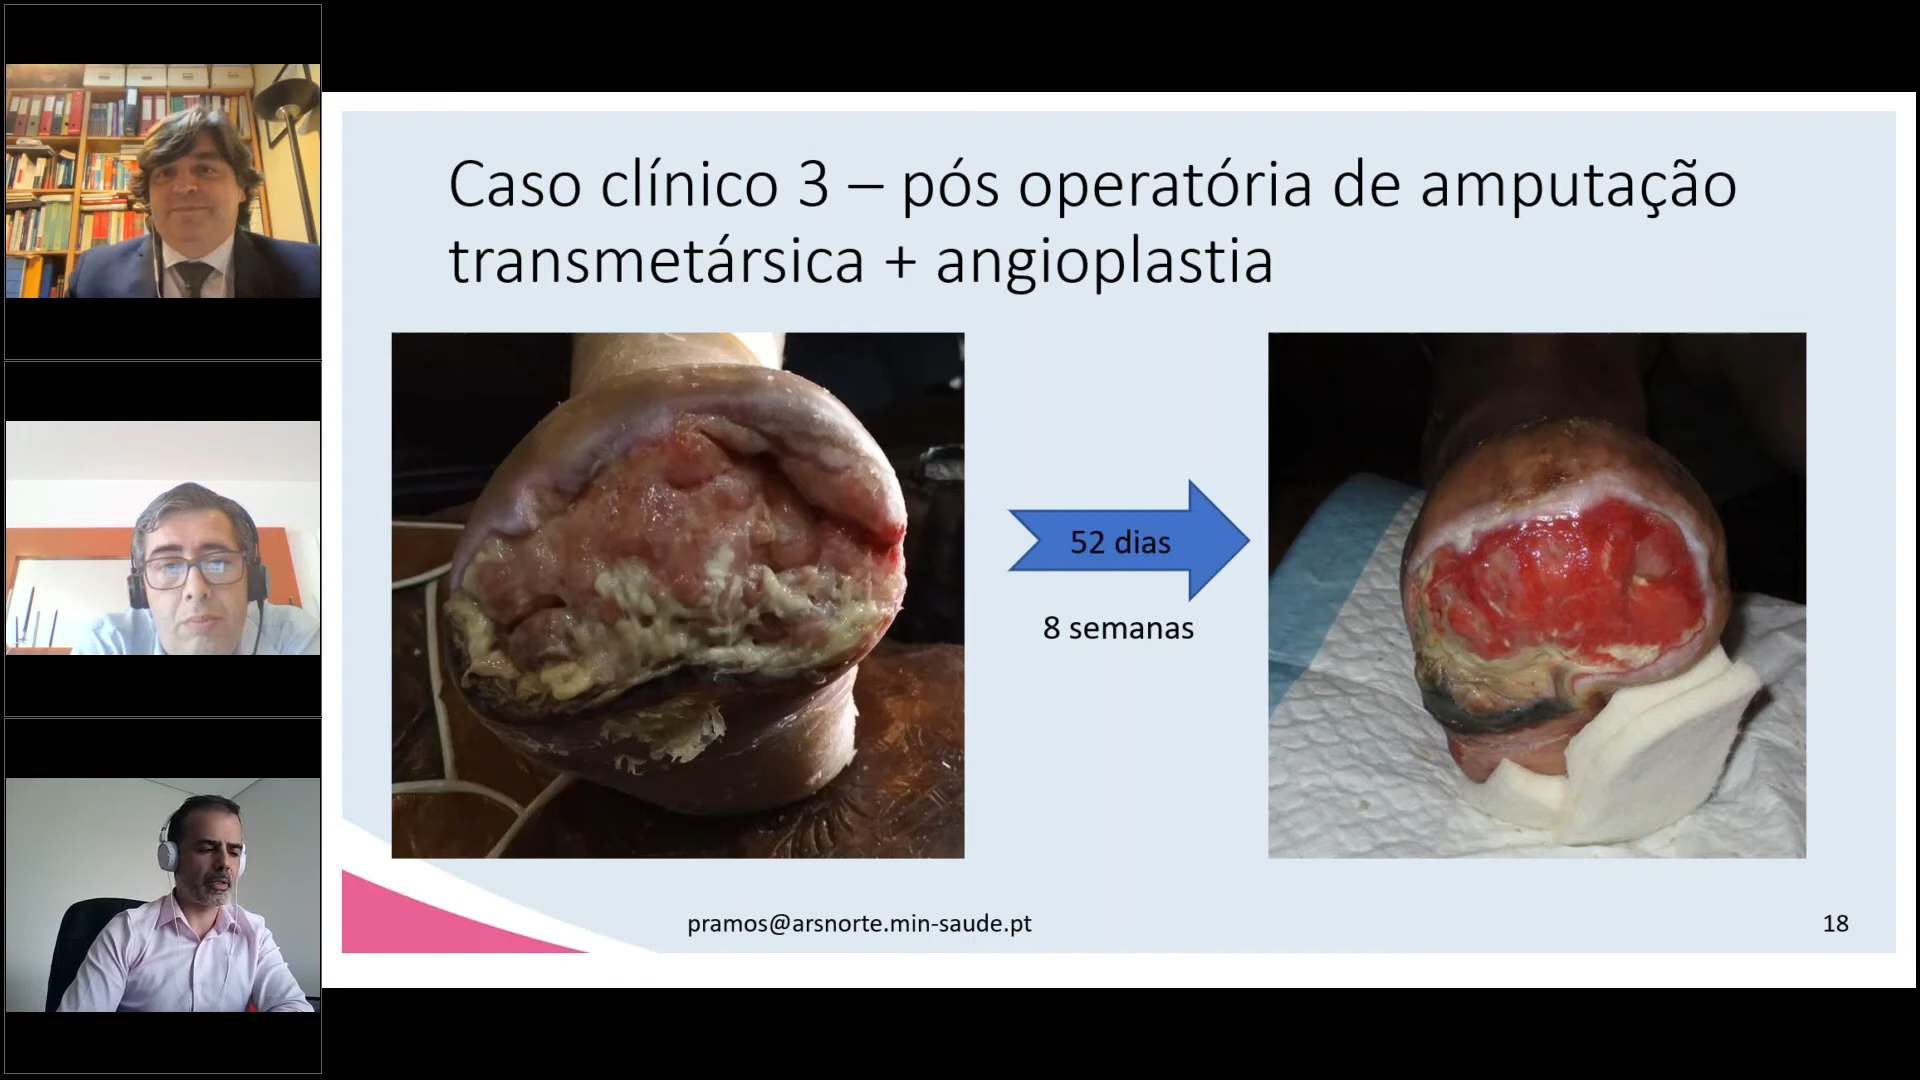 Caso clínico 3 – pós operatória de amputação
transmetársica + angioplastia
52 dias
8 semanas
pramos@arsnorte.min-saude.pt
18